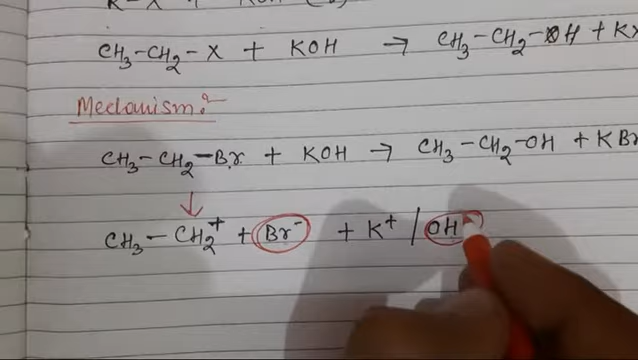 R-X + KOH
CH₃-CH₂-X + KOH → CH₃-CH₂-OH + KX
Mechanism:-
CH₃-CH₂-Br + KOH → CH₃-CH₂-OH + KBr
↓
CH₃-CH₂⁺ + Br⁻ + K⁺ / OH